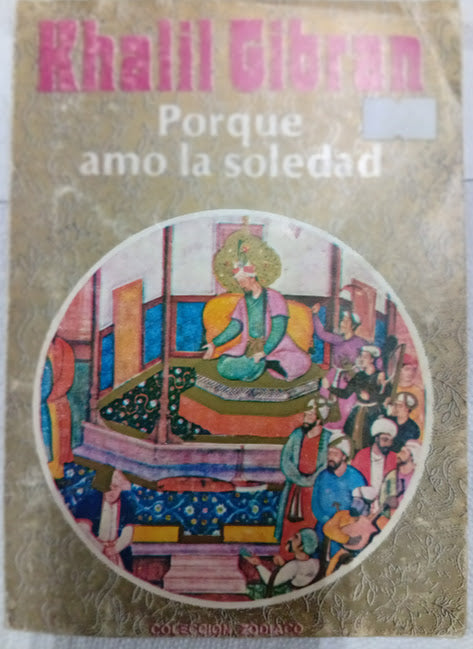 Khalil Gibran
Porque
amo la soledad
COLECCION ZODIACO